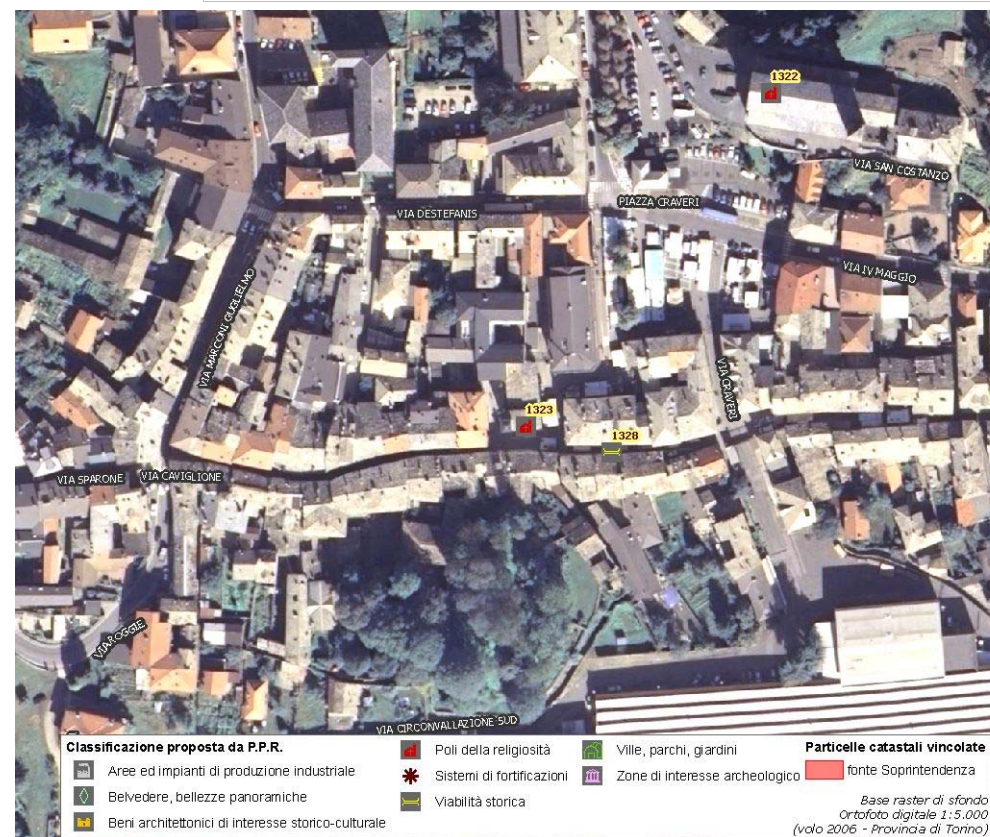 1322
VIA SAN COSTANZO
PIAZZA CRAVERI
VIA DESTEFANIS
VIA IV MAGGIO
VIA MARCONI GUGLIELMO
VIA CRAVERI
1323
1328
VIA SPARONE
VIA CAVIGLIONE
VIA ROGGIE
VIA CIRCONVALLAZIONE SUD
Classificazione proposta da P.P.R.
Aree ed impianti di produzione industriale
Belvedere, bellezze panoramiche
Beni architettonici di interesse storico-culturale
Poli della religiosità
Sistemi di fortificazioni
Viabilità storica
Ville, parchi, giardini
Zone di interesse archeologico
Particelle catastali vincolate
fonte Soprintendenza
Base raster di sfondo
Ortofoto digitale 1:5.000
(volo 2006 - Provincia di Torino)